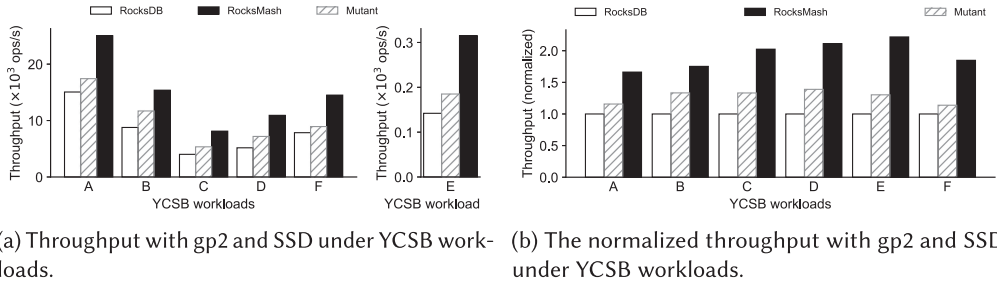 RocksDB RocksMash Mutant
Throughput (×10³ ops/s)
20
10
0
A B C D F
YCSB workloads
Throughput (×10³ ops/s)
0.3
0.2
0.1
0.0
E
YCSB workload
(a) Throughput with gp2 and SSD under YCSB work-
loads.
RocksDB RocksMash Mutant
Throughput (normalized)
2.0
1.5
1.0
0.5
0.0
A B C D E F
YCSB workloads
(b) The normalized throughput with gp2 and SSD
under YCSB workloads.